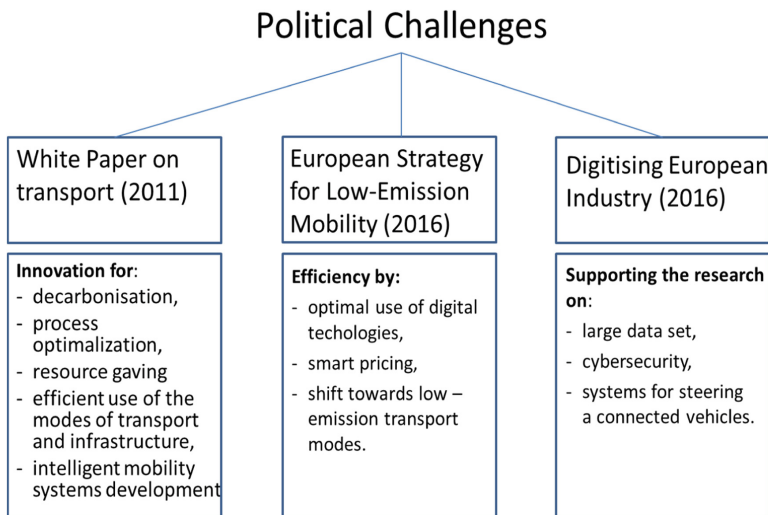 Political Challenges
White Paper on
transport (2011)
Innovation for:
- decarbonisation,
- process
optimalization,
- resource gaving
- efficient use of the
modes of transport
and infrastructure,
- intelligent mobility
systems development
European Strategy
for Low-Emission
Mobility (2016)
Efficiency by:
- optimal use of digital
techologies,
- smart pricing,
- shift towards low –
emission transport
modes.
Digitising European
Industry (2016)
Supporting the research
on:
- large data set,
- cybersecurity,
- systems for steering
a connected vehicles.